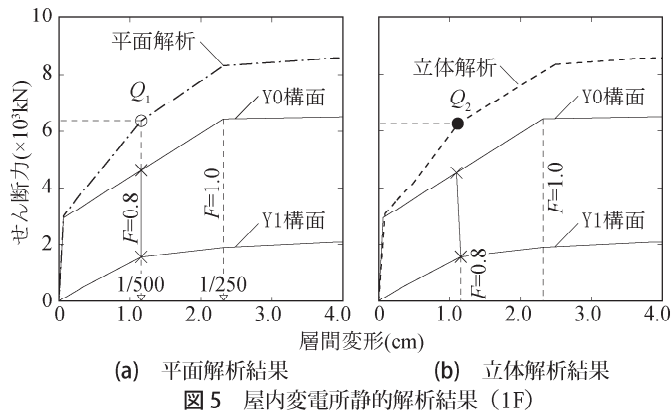 せん断力(×10³kN)
10
8
6
4
2
0
平面解析
Q₁
Y0構面
F=0.8
F=1.0
Y1構面
1/500
1/250
0
1.0
2.0
3.0
4.0
立体解析
Q₂
Y0構面
F=1.0
Y1構面
F=0.8
0
1.0
2.0
3.0
4.0
層間変形(cm)
(a) 平面解析結果
(b) 立体解析結果
図5 屋内変電所静的解析結果（1F）